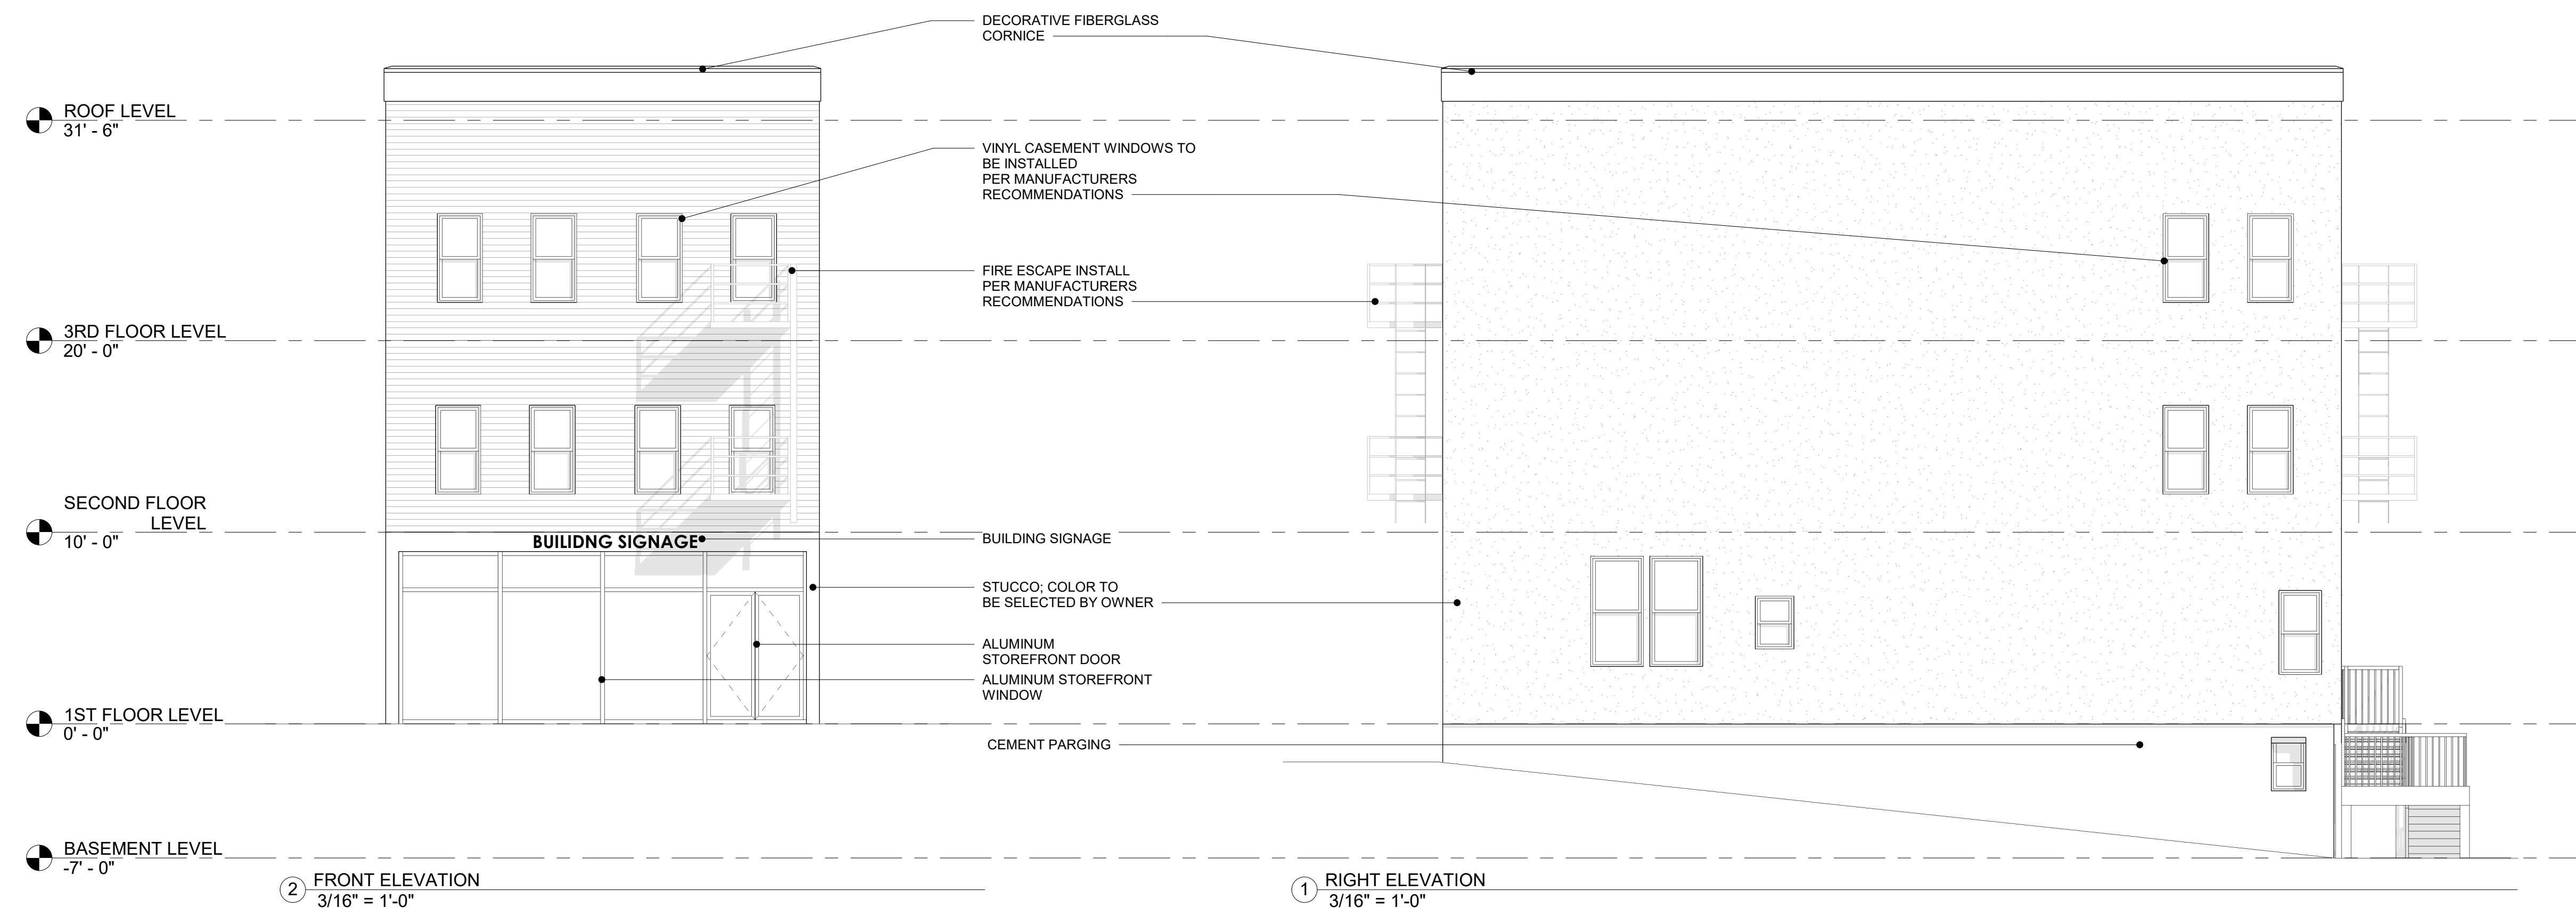 DECORATIVE FIBERGLASS
CORNICE
ROOF LEVEL
31' - 6"
VINYL CASEMENT WINDOWS TO
BE INSTALLED
PER MANUFACTURERS
RECOMMENDATIONS
FIRE ESCAPE INSTALL
PER MANUFACTURERS
RECOMMENDATIONS
3RD FLOOR LEVEL
20' - 0"
SECOND FLOOR
LEVEL
10' - 0"
BUILIDNG SIGNAGE
BUILDING SIGNAGE
STUCCO; COLOR TO
BE SELECTED BY OWNER
ALUMINUM
STOREFRONT DOOR
ALUMINUM STOREFRONT
WINDOW
1ST FLOOR LEVEL
0' - 0"
CEMENT PARGING
BASEMENT LEVEL
-7' - 0"
2 FRONT ELEVATION
3/16" = 1'-0"
1 RIGHT ELEVATION
3/16" = 1'-0"